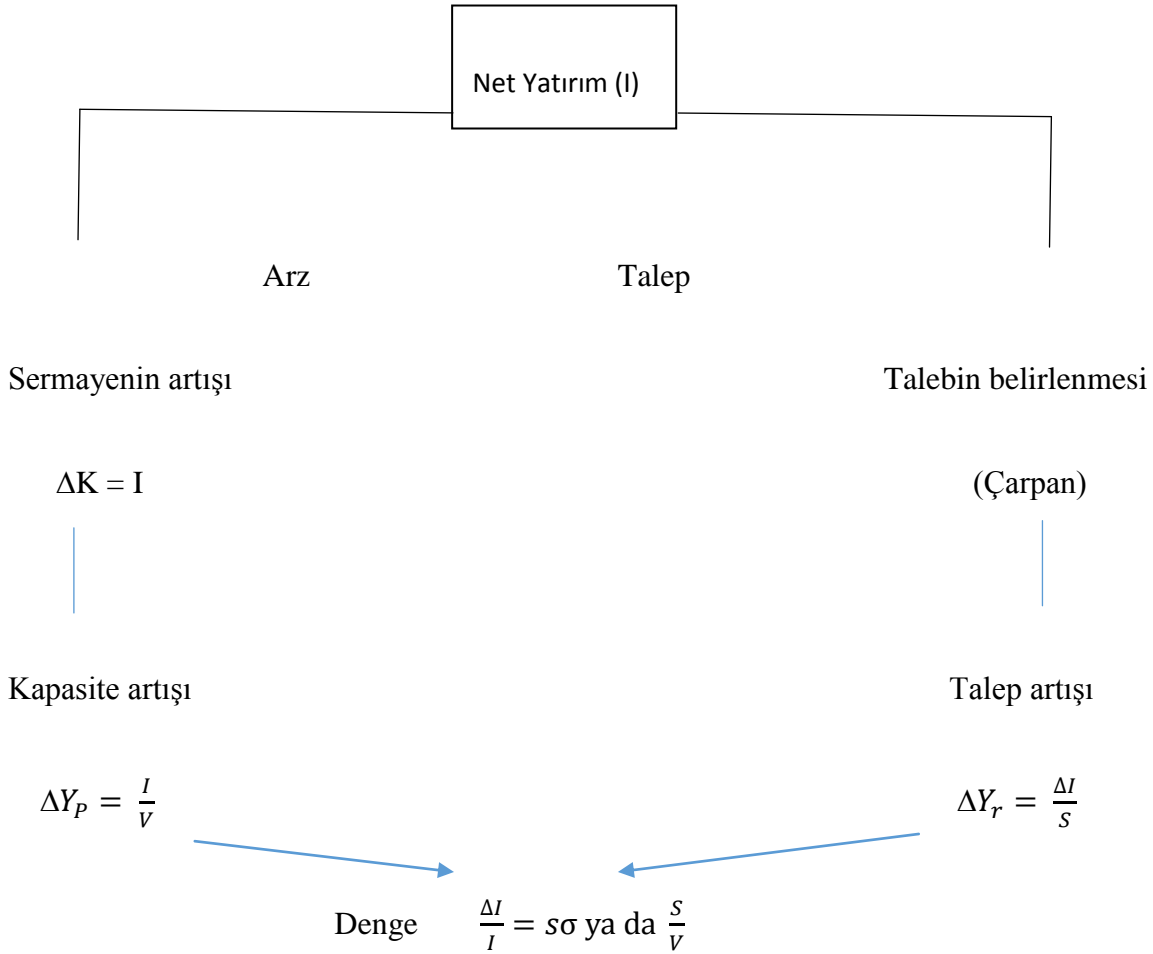 Net Yatırım (I)
Arz Talep
Sermayenin artışı Talebin belirlenmesi
ΔK = I (Çarpan)
Kapasite artışı Talep artışı
ΔY_P = I/V ΔY_r = ΔI/S
Denge ΔI/I = sσ ya da S/V